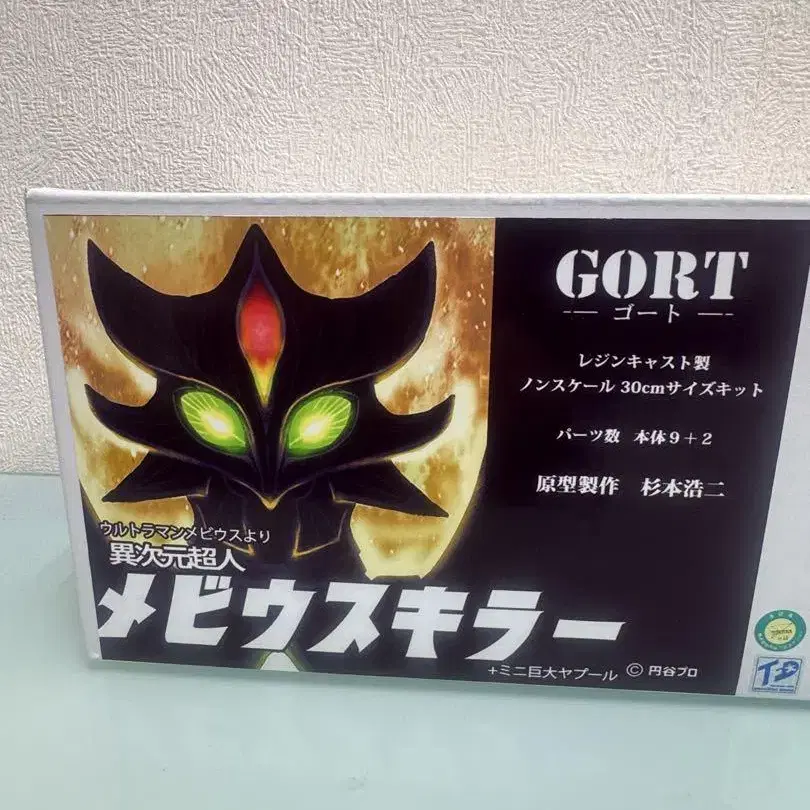 GORT
-— ゴート —-
レジンキャスト製
ノンスケール 30cmサイズキット
パーツ数 本体9+2
原型製作 杉本浩二
ウルトラマンメビウスより
異次元超人
メビウスキラー
+ミニ巨大ヤプール © 円谷プロ